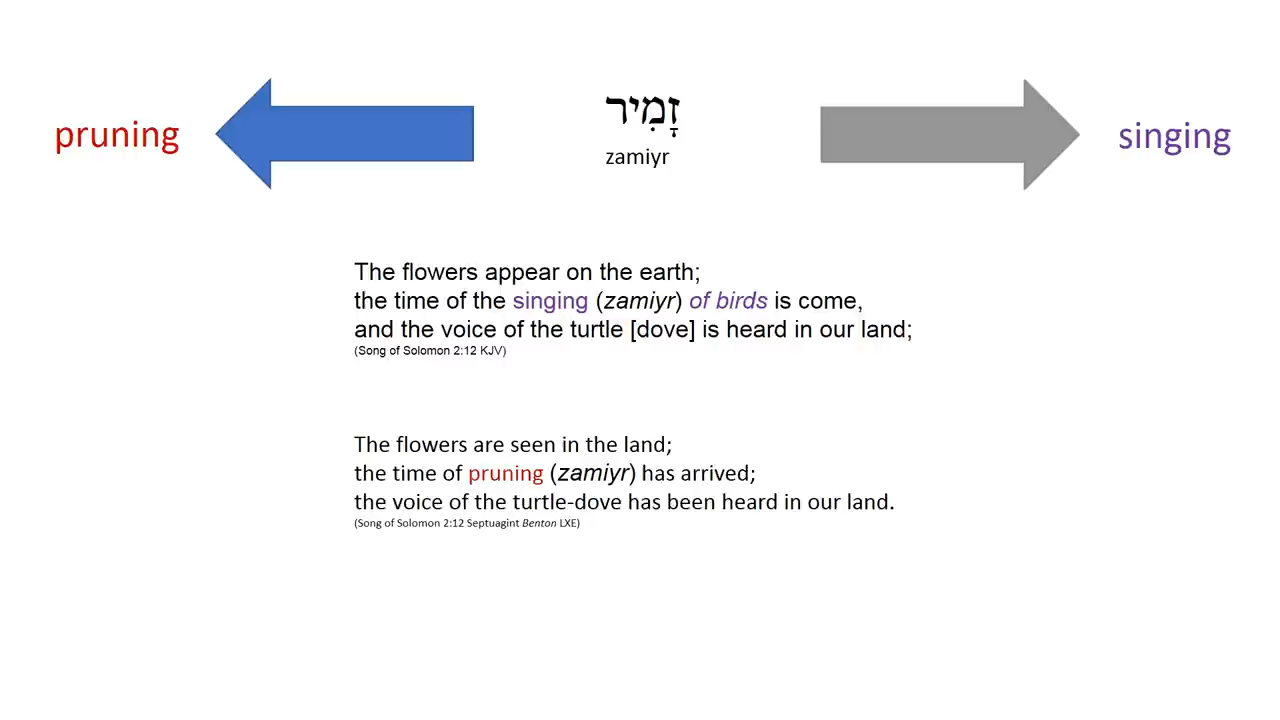 pruning
זָמִיר
zamiyr
singing
The flowers appear on the earth;
the time of the singing (zamiyr) of birds is come,
and the voice of the turtle [dove] is heard in our land;
(Song of Solomon 2:12 KJV)
The flowers are seen in the land;
the time of pruning (zamiyr) has arrived;
the voice of the turtle-dove has been heard in our land.
(Song of Solomon 2:12 Septuagint Benton LXE)